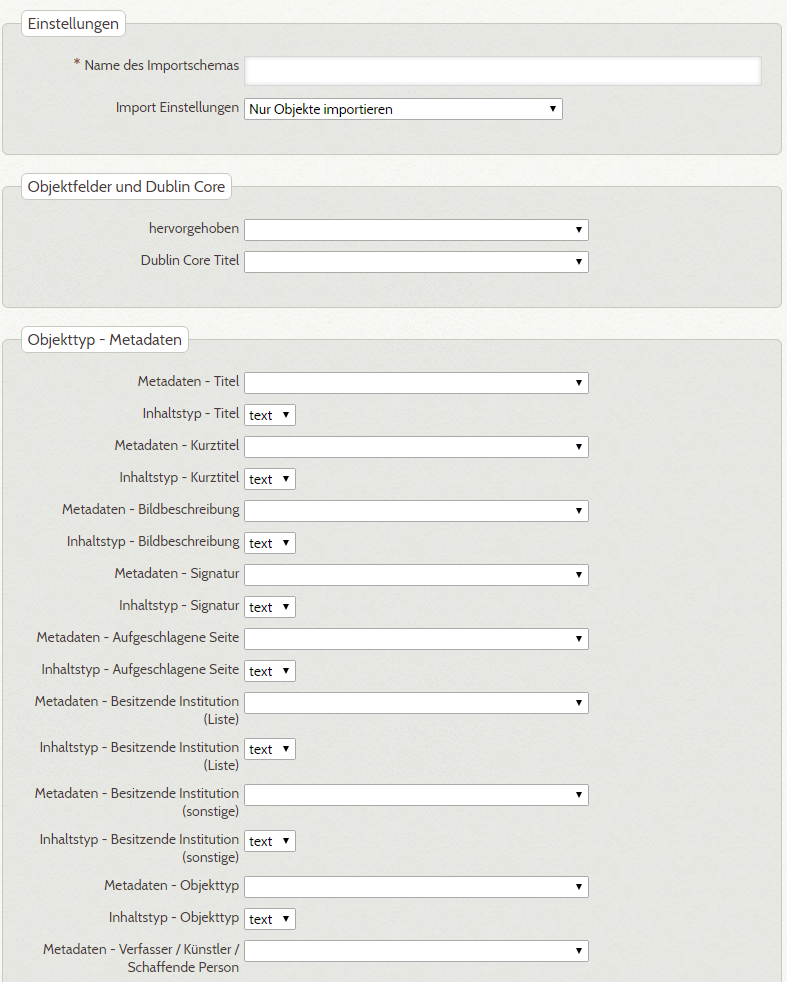 Einstellungen
* Name des Importschemas
Import Einstellungen Nur Objekte importieren
Objektfelder und Dublin Core
hervorgehoben
Dublin Core Titel
Objekttyp - Metadaten
Metadaten - Titel
Inhaltstyp - Titel text
Metadaten - Kurztitel
Inhaltstyp - Kurztitel text
Metadaten - Bildbeschreibung
Inhaltstyp - Bildbeschreibung text
Metadaten - Signatur
Inhaltstyp - Signatur text
Metadaten - Aufgeschlagene Seite
Inhaltstyp - Aufgeschlagene Seite text
Metadaten - Besitzende Institution
(Liste)
Inhaltstyp - Besitzende Institution text
(Liste)
Metadaten - Besitzende Institution
(sonstige)
Inhaltstyp - Besitzende Institution text
(sonstige)
Metadaten - Objekttyp
Inhaltstyp - Objekttyp text
Metadaten - Verfasser / Künstler /
Schaffende Person